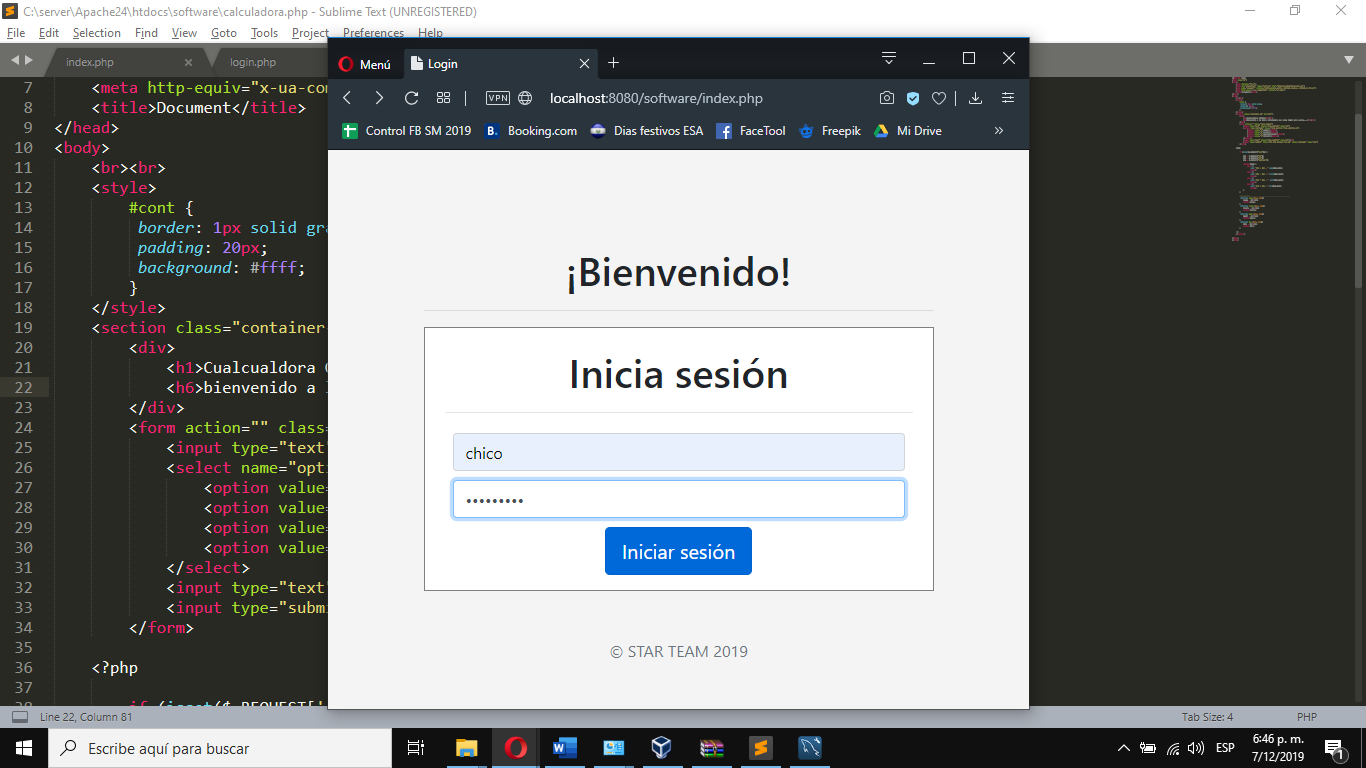 C:\server\Apache24\htdocs\software\calculadora.php - Sublime Text (UNREGISTERED)
File Edit Selection Find View Goto Tools Project Preferences Help
index.php login.php
Menú Login
VPN localhost:8080/software/index.php
Control FB SM 2019 Booking.com Dias festivos ESA FaceTool Freepik Mi Drive »
¡Bienvenido!
Inicia sesión
chico
•••••••••
Iniciar sesión
© STAR TEAM 2019
7 <meta http-equiv="x-ua-com
8 <title>Document</title>
9 </head>
10 <body>
11 <br><br>
12 <style>
13 #cont {
14 border: 1px solid gra
15 padding: 20px;
16 background: #ffff;
17 }
18 </style>
19 <section class="container
20 <div>
21 <h1>Cualcualdora
22 <h6>bienvenido a
23 </div>
24 <form action="" class=
25 <input type="text"
26 <select name="opti
27 <option value=
28 <option value=
29 <option value=
30 <option value=
31 </select>
32 <input type="text"
33 <input type="submi
34 </form>
35
36 <?php
37
38 if (isset($_REQUEST['
Line 22, Column 81 Tab Size: 4 PHP
Escribe aquí para buscar
ESP
6:46 p. m.
7/12/2019
1